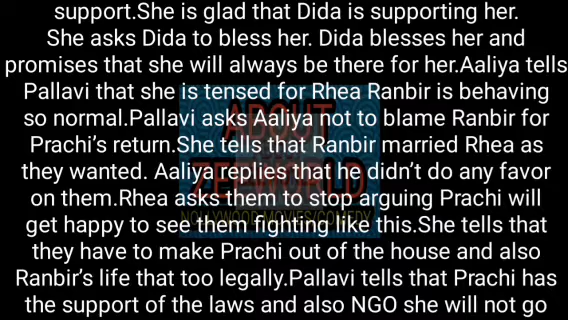 support.She is glad that Dida is supporting her.
She asks Dida to bless her. Dida blesses her and
promises that she will always be there for her.Aaliya tells
Pallavi that she is tensed for Rhea Ranbir is behaving
so normal.Pallavi asks Aaliya not to blame Ranbir for
Prachi’s return.She tells that Ranbir married Rhea as
they wanted. Aaliya replies that he didn’t do any favor
on them.Rhea asks them to stop arguing Prachi will
get happy to see them fighting like this.She tells that
they have to make Prachi out of the house and also
Ranbir’s life that too legally.Pallavi tells that Prachi has
the support of the laws and also NGO she will not go
ABOUT
ZEEWORLD
NOLLYWOOD MOVIES/COMEDY